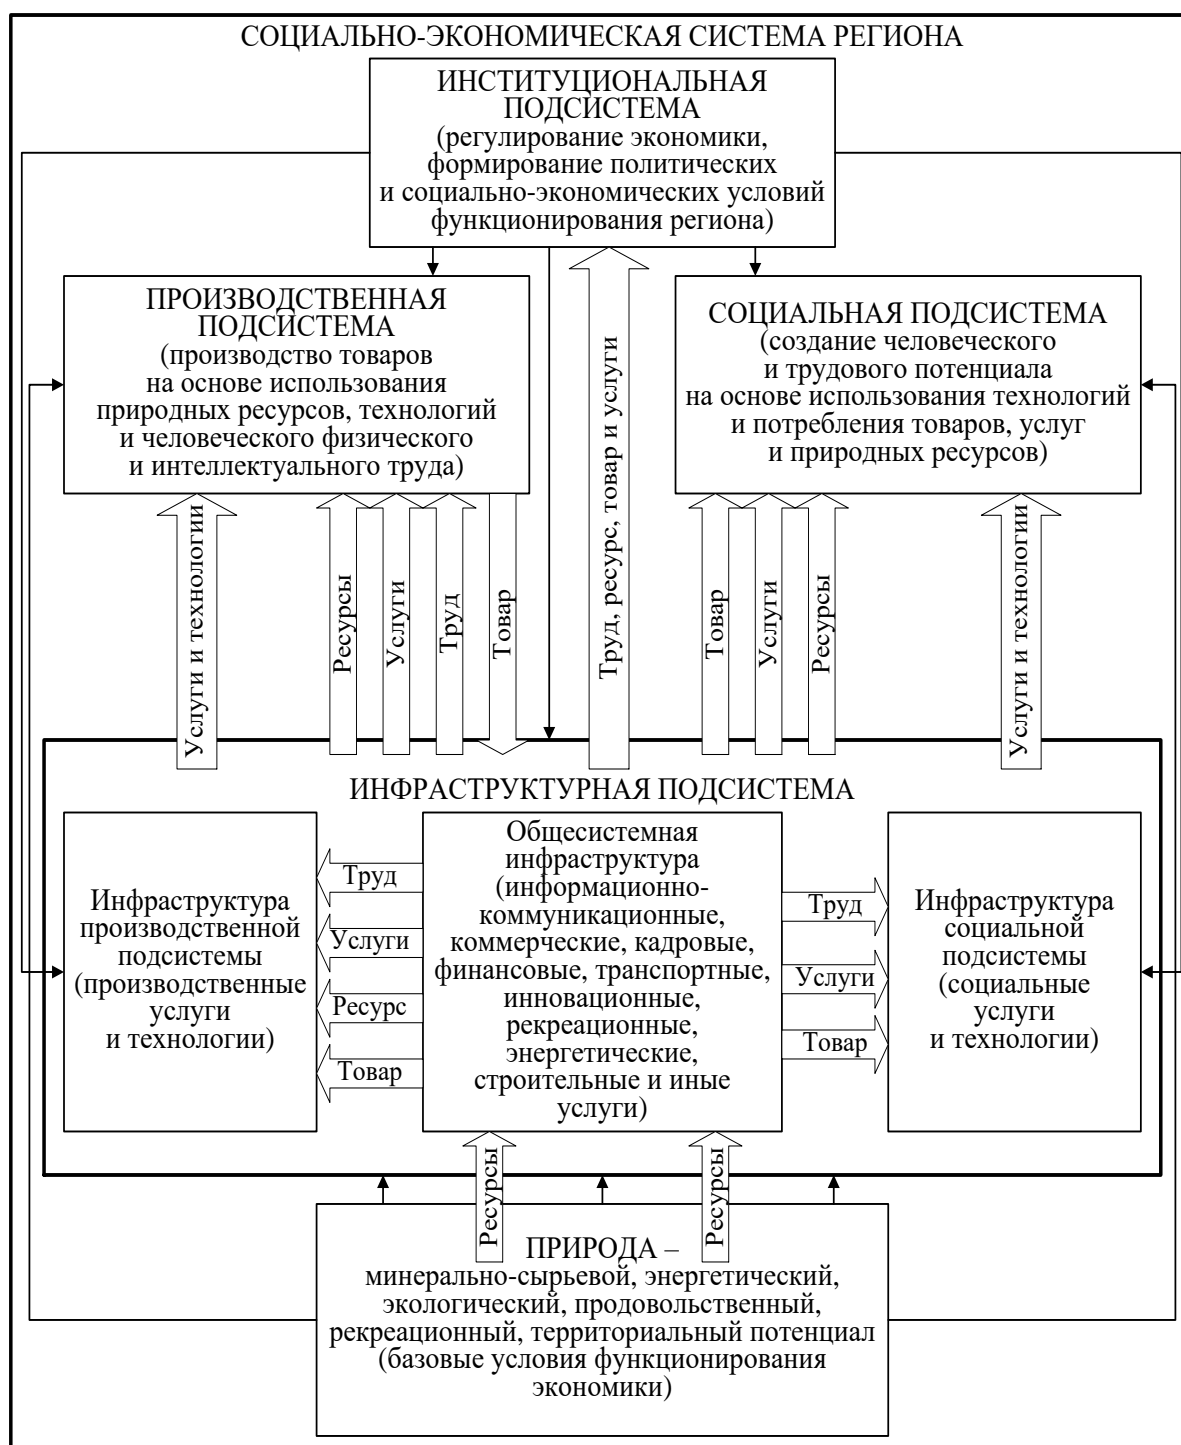 СОЦИАЛЬНО-ЭКОНОМИЧЕСКАЯ СИСТЕМА РЕГИОНА
ИНСТИТУЦИОНАЛЬНАЯ
ПОДСИСТЕМА
(регулирование экономики,
формирование политических
и социально-экономических условий
функционирования региона)
ПРОИЗВОДСТВЕННАЯ
ПОДСИСТЕМА
(производство товаров
на основе использования
природных ресурсов, технологий
и человеческого физического
и интеллектуального труда)
СОЦИАЛЬНАЯ ПОДСИСТЕМА
(создание человеческого
и трудового потенциала
на основе использования технологий
и потребления товаров, услуг
и природных ресурсов)
Услуги и технологии
Ресурсы
Услуги
Труд
Товар
Труд, ресурс, товар и услуги
Товар
Услуги
Ресурсы
Услуги и технологии
ИНФРАСТРУКТУРНАЯ ПОДСИСТЕМА
Инфраструктура
производственной
подсистемы
(производственные
услуги
и технологии)
Труд
Услуги
Ресурс
Товар
Общесистемная
инфраструктура
(информационно-
коммуникационные,
коммерческие, кадровые,
финансовые, транспортные,
инновационные,
рекреационные,
энергетические,
строительные и иные
услуги)
Труд
Услуги
Товар
Инфраструктура
социальной
подсистемы
(социальные
услуги
и технологии)
Ресурсы
Ресурсы
ПРИРОДА –
минерально-сырьевой, энергетический,
экологический, продовольственный,
рекреационный, территориальный потенциал
(базовые условия функционирования
экономики)